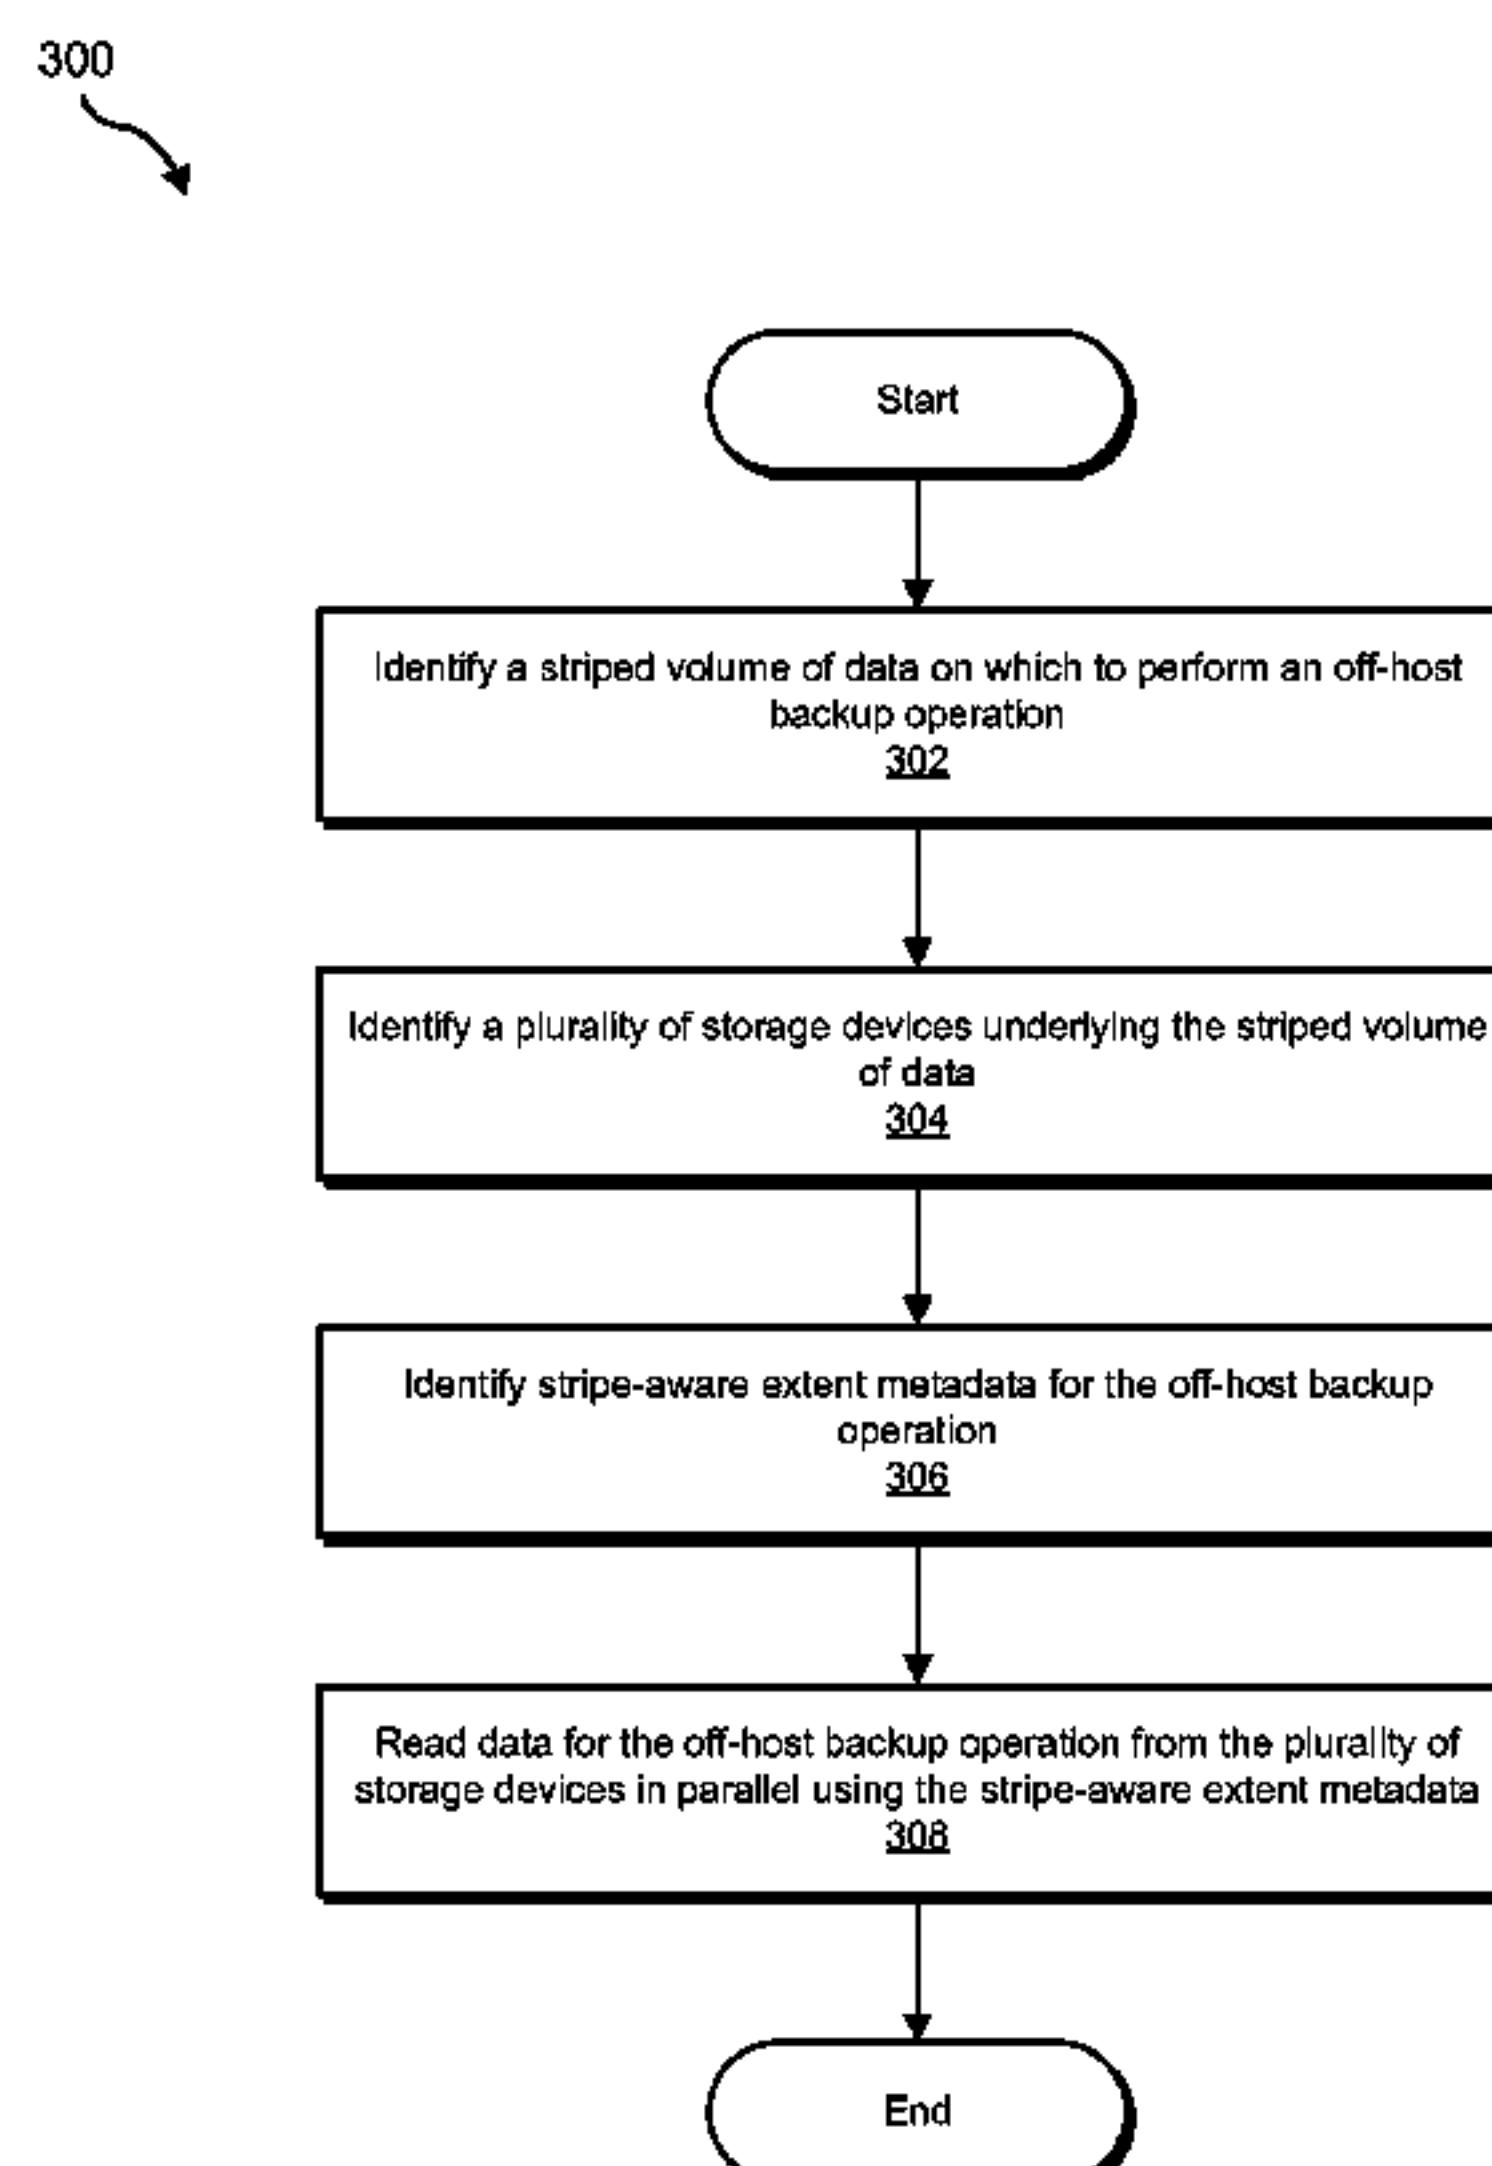 300
Start
Identify a striped volume of data on which to perform an off-host
backup operation
302
Identify a plurality of storage devices underlying the striped volume
of data
304
Identify stripe-aware extent metadata for the off-host backup
operation
306
Read data for the off-host backup operation from the plurality of
storage devices in parallel using the stripe-aware extent metadata
308
End